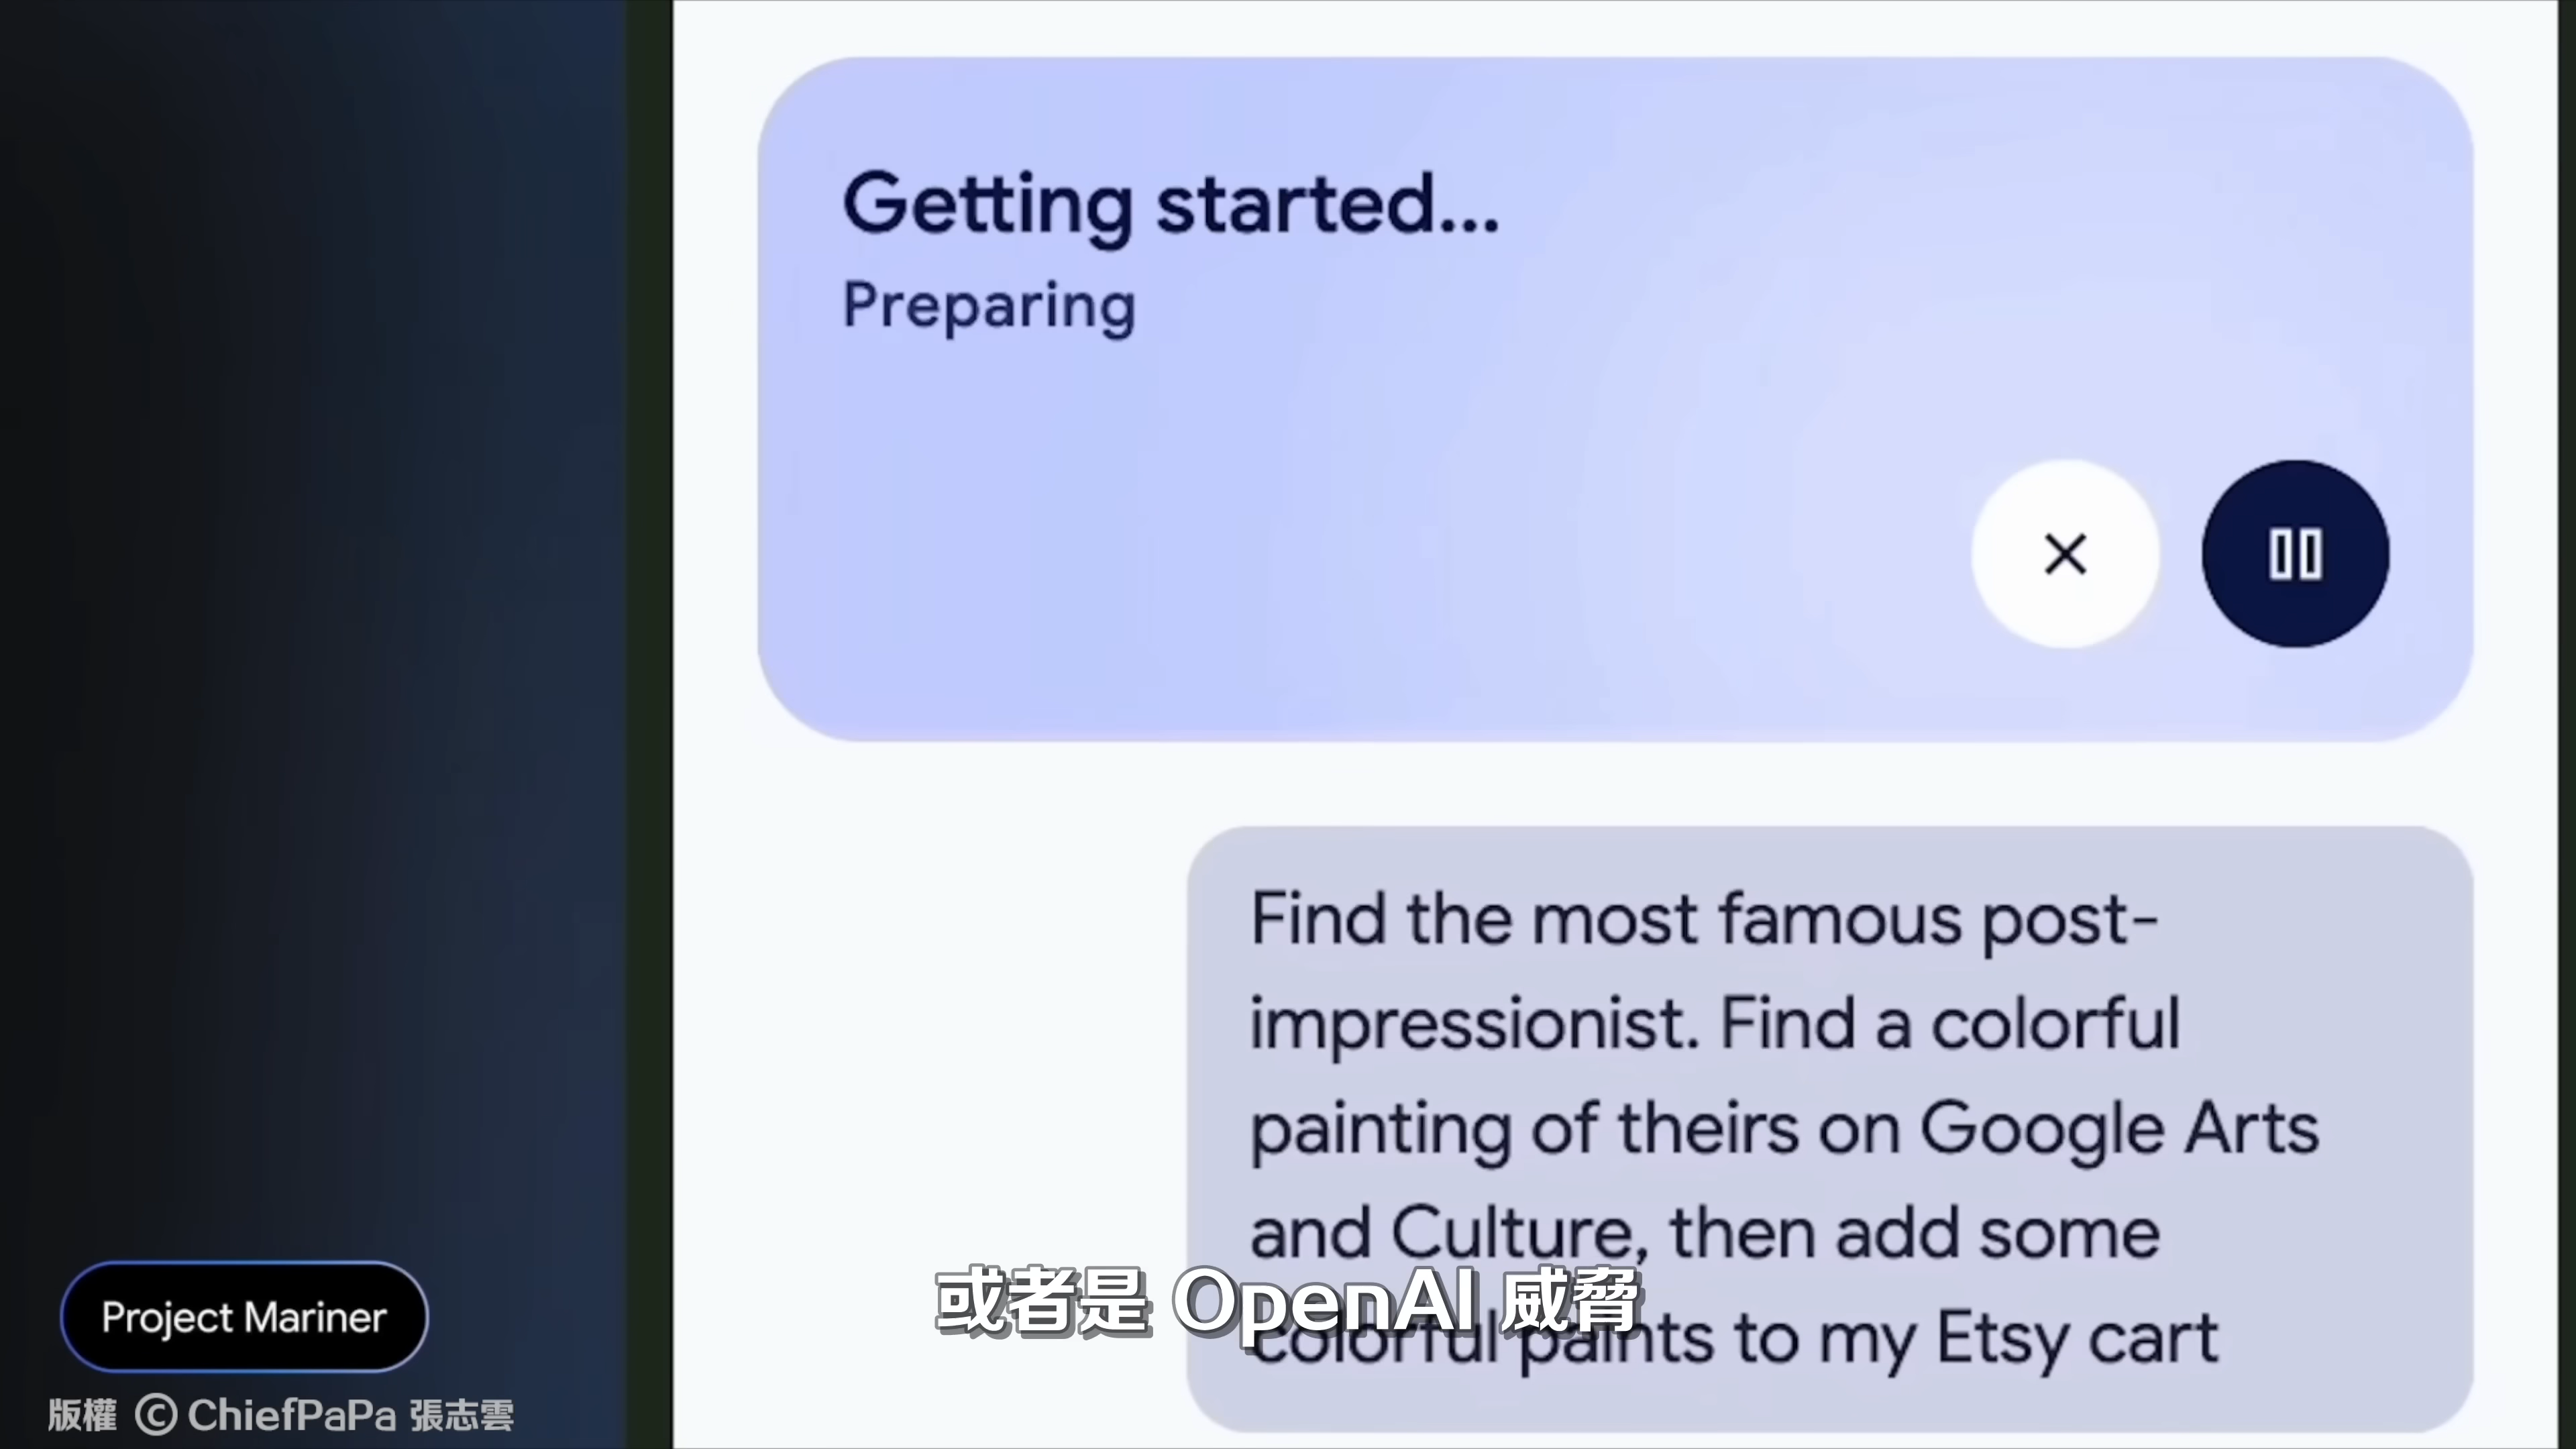 Getting started...
Preparing
Find the most famous post-
impressionist. Find a colorful
painting of theirs on Google Arts
and Culture, then add some
colorful paints to my Etsy cart
或者是 OpenAI 威脅
Project Mariner
版權 © ChiefPaPa 張志雲